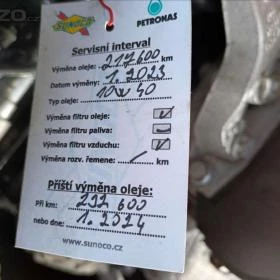 SUNOCO
PETRONAS
Servisní interval
Výměna oleje: 217 600 km
Datum výměny: 1. 2023
Typ oleje: 10W 40
Výměna filtru oleje:
Výměna filtru paliva:
Výměna filtru vzduchu:
Výměna rozv. řemene: km
Příští výměna oleje:
Při km: 232 600
nebo dne: 1. 2024
www.sunoco.cz